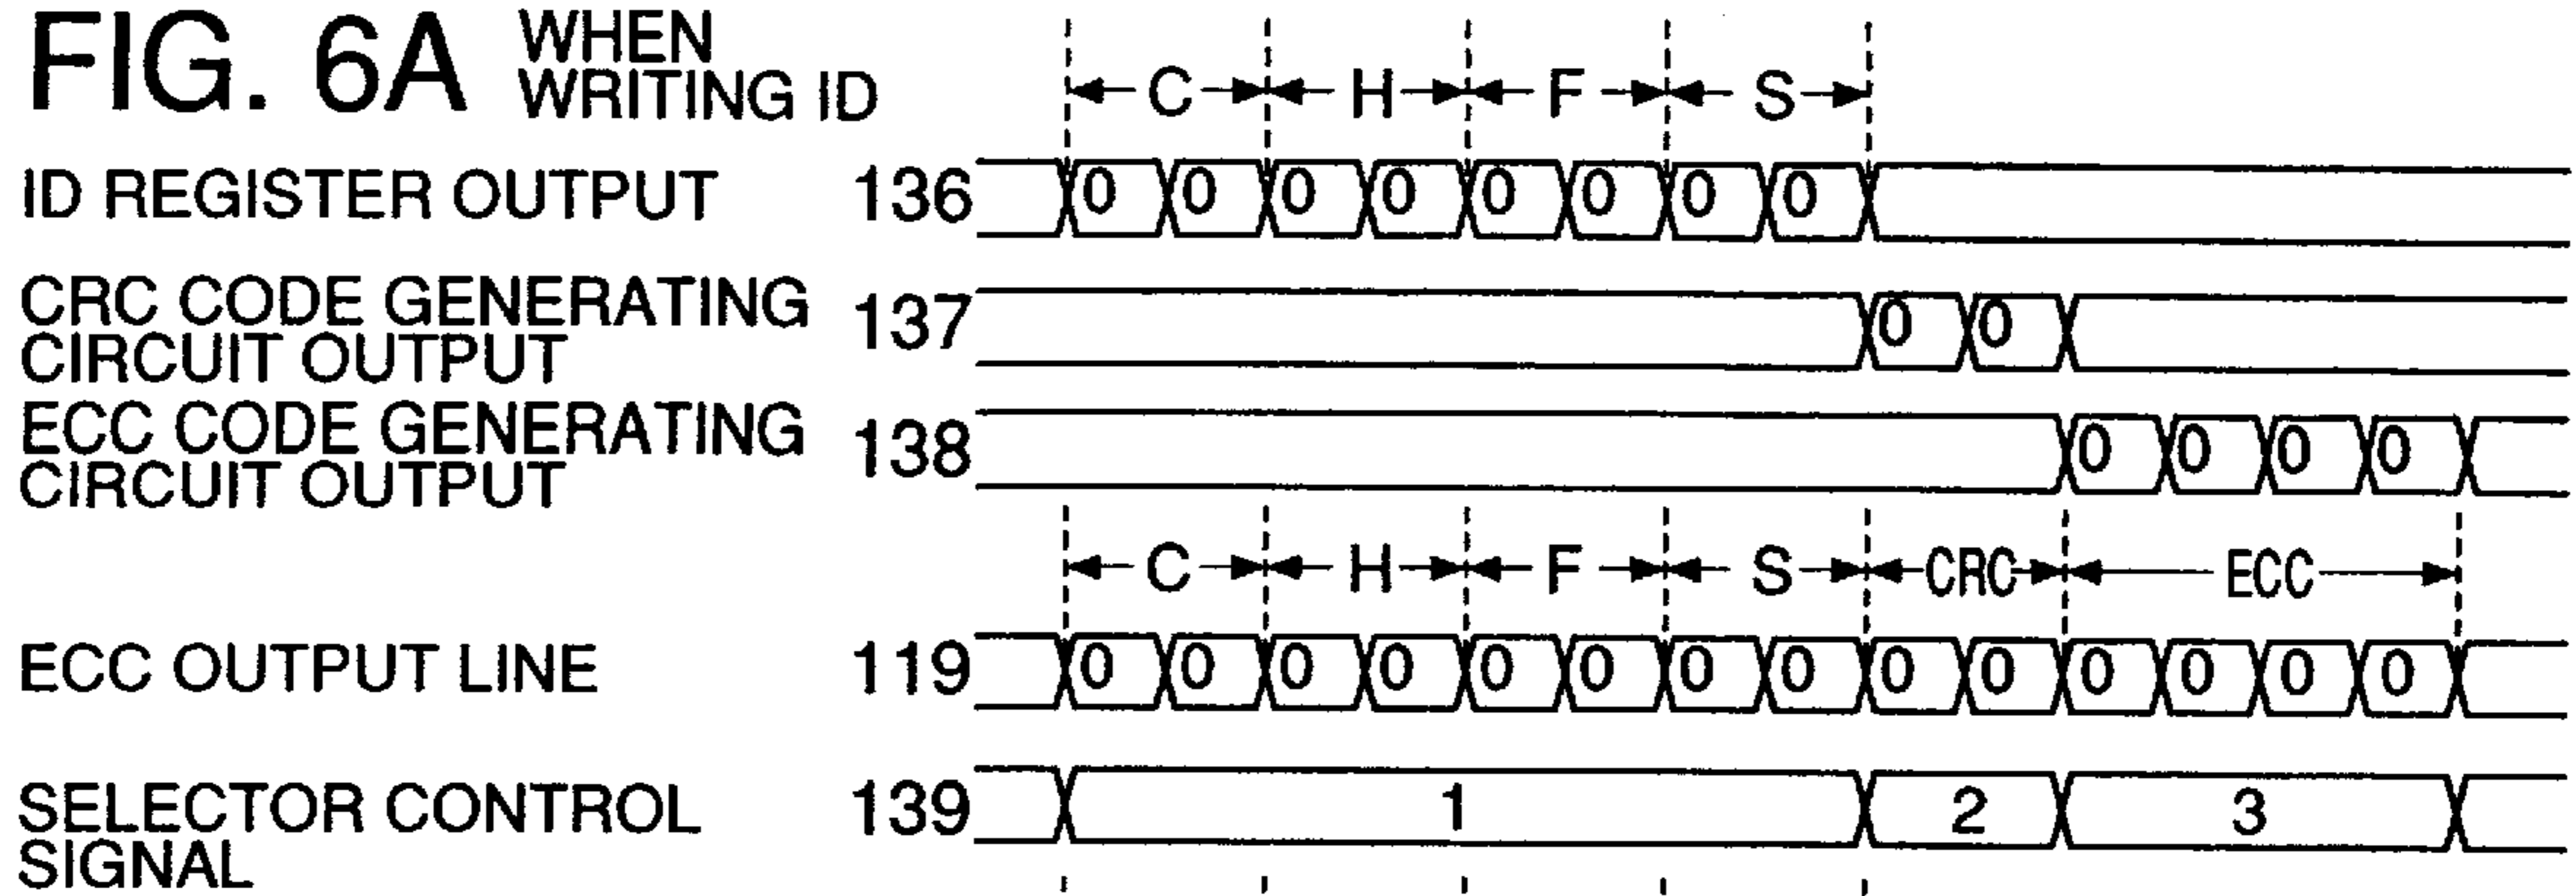 FIG. 6A WHEN
WRITING ID
C H F S
ID REGISTER OUTPUT 136 0 0 0 0 0 0 0 0
CRC CODE GENERATING
CIRCUIT OUTPUT 137 0 0
ECC CODE GENERATING
CIRCUIT OUTPUT 138 0 0 0 0
C H F S CRC ECC
ECC OUTPUT LINE 119 0 0 0 0 0 0 0 0 0 0 0 0 0 0
SELECTOR CONTROL
SIGNAL 139 1 2 3